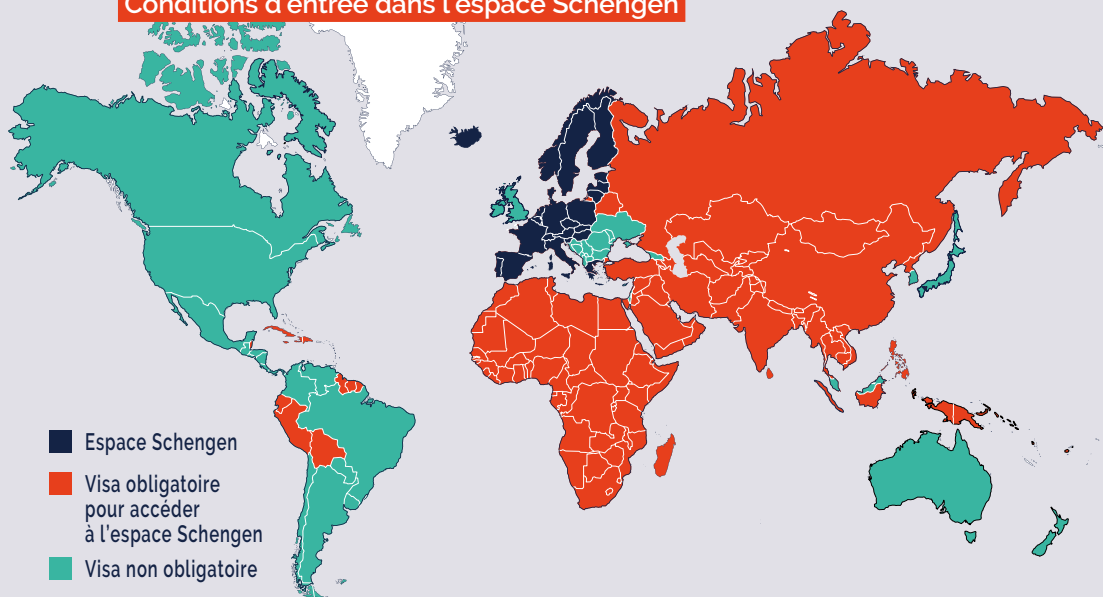 Conditions d'entrée dans l'espace Schengen
Espace Schengen
Visa obligatoire
pour accéder
à l'espace Schengen
Visa non obligatoire